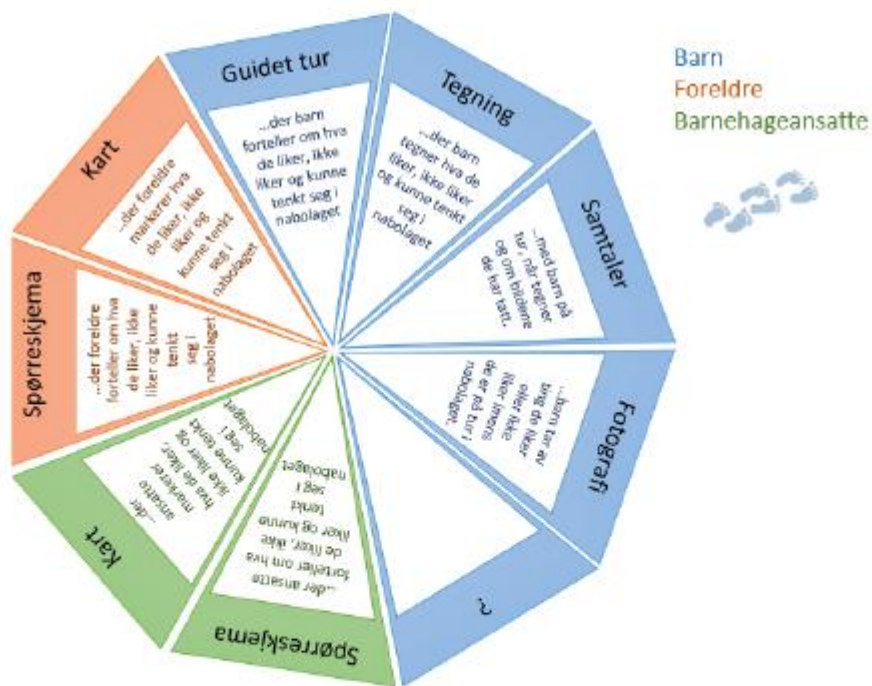 Barn
Foreldre
Barnehageansatte
Guidet tur
...der barn
forteller om hva
de liker, ikke
liker og kunne
tenkt seg i
nabolaget
Tegning
...der barn
tegner hva de
liker, ikke liker
og kunne tenkt
seg i
nabolaget
Samtaler
...med barn på
tur, når tegner
og om bildene
de har tatt.
Fotografi
...barn tar av
ting de liker
eller ikke
liker imens
de er på tur i
nabolaget.
?
Spørreskjema
...der ansatte
forteller om hva
de liker, ikke
liker og kunne
tenkt
seg i
nabolaget
Kart
...der
ansatte
markerer
hva de liker,
ikke liker og
kunne tenkt
seg i
nabolaget
Spørreskjema
...der foreldre
forteller om hva
de liker, ikke
liker og kunne
tenkt
seg i
nabolaget
Kart
...der foreldre
markerer hva
de liker, ikke
liker og
kunne tenkt
seg i
nabolaget